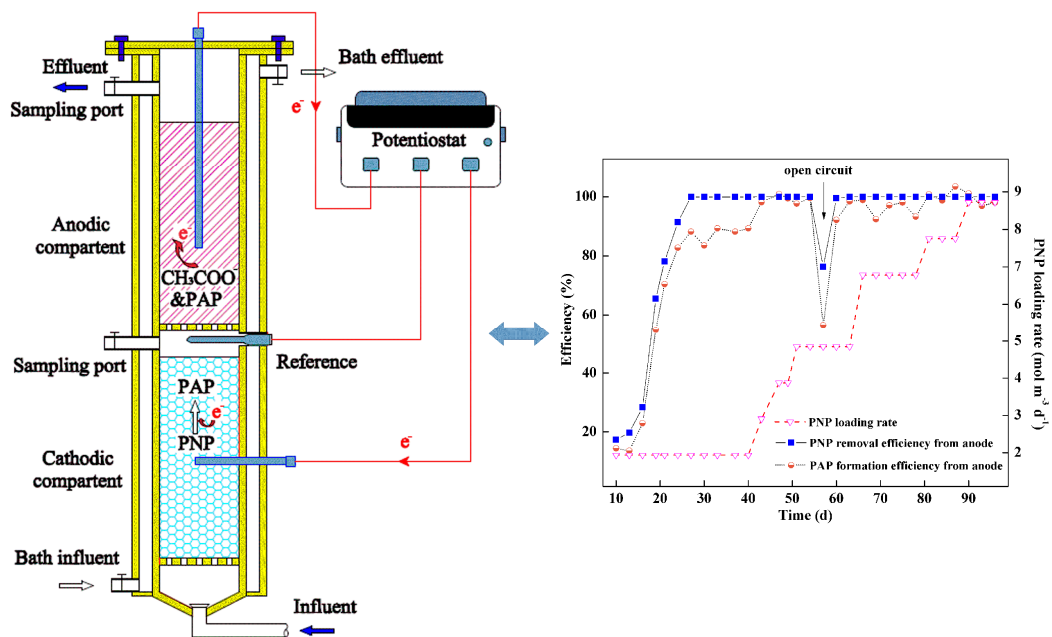 Effluent
Sampling port
Bath effluent
e⁻
Potentiostat
Anodic
compartent
e⁻
CH₃COO⁻
&PAP
Sampling port
Reference
PAP
e⁻
PNP
e⁻
Cathodic
compartent
Bath influent
Influent
open circuit
100
80
60
40
20
Efficiency (%)
9
8
7
6
5
4
3
2
PNP loading rate (mol m⁻³ d⁻¹)
PNP loading rate
PNP removal efficiency from anode
PAP formation efficiency from anode
10 20 30 40 50 60 70 80 90
Time (d)